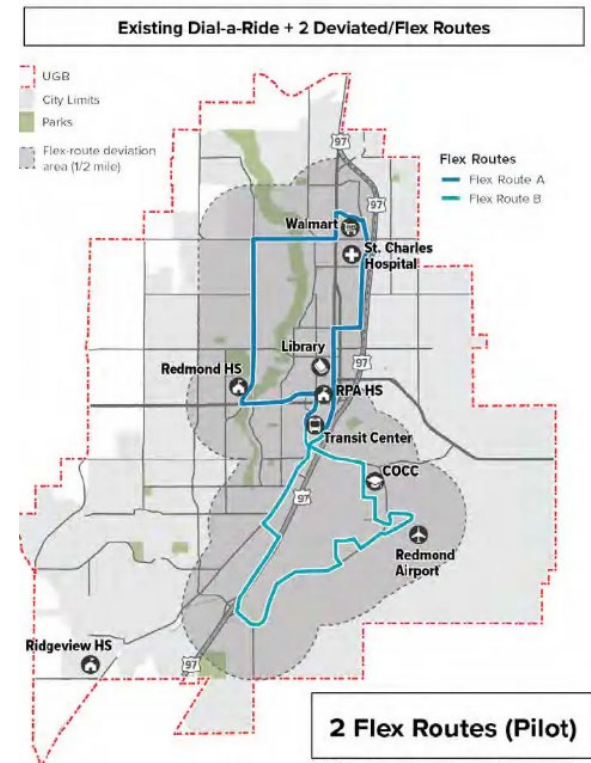 Existing Dial-a-Ride + 2 Deviated/Flex Routes
UGB
City Limits
Parks
Flex-route deviation
area (1/2 mile)
97
Flex Routes
Flex Route A
Flex Route B
97
Walmart
St. Charles
Hospital
Library
97
Redmond HS
RPA HS
Transit Center
COCC
97
Redmond
Airport
Ridgeview HS
97
2 Flex Routes (Pilot)